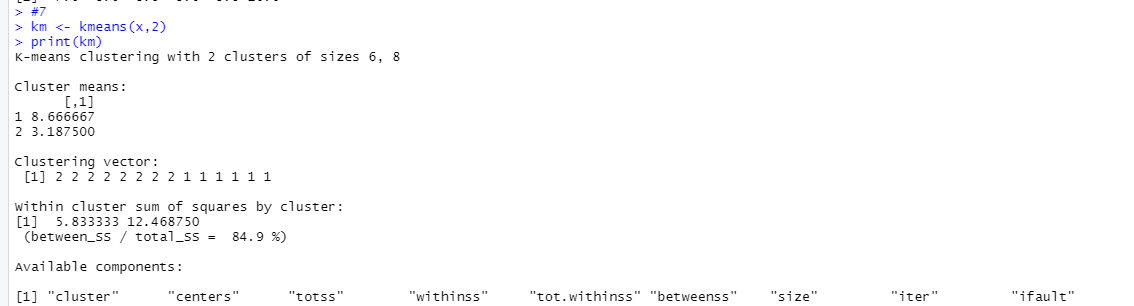 > #7
> km <- kmeans(x,2)
> print(km)
K-means clustering with 2 clusters of sizes 6, 8
Cluster means:
[,1]
1 8.666667
2 3.187500
Clustering vector:
[1] 2 2 2 2 2 2 2 2 1 1 1 1 1 1
Within cluster sum of squares by cluster:
[1] 5.833333 12.468750
(between_SS / total_SS = 84.9 %)
Available components:
[1] "cluster" "centers" "totss" "withinss" "tot.withinss" "betweenss" "size" "iter" "ifault"